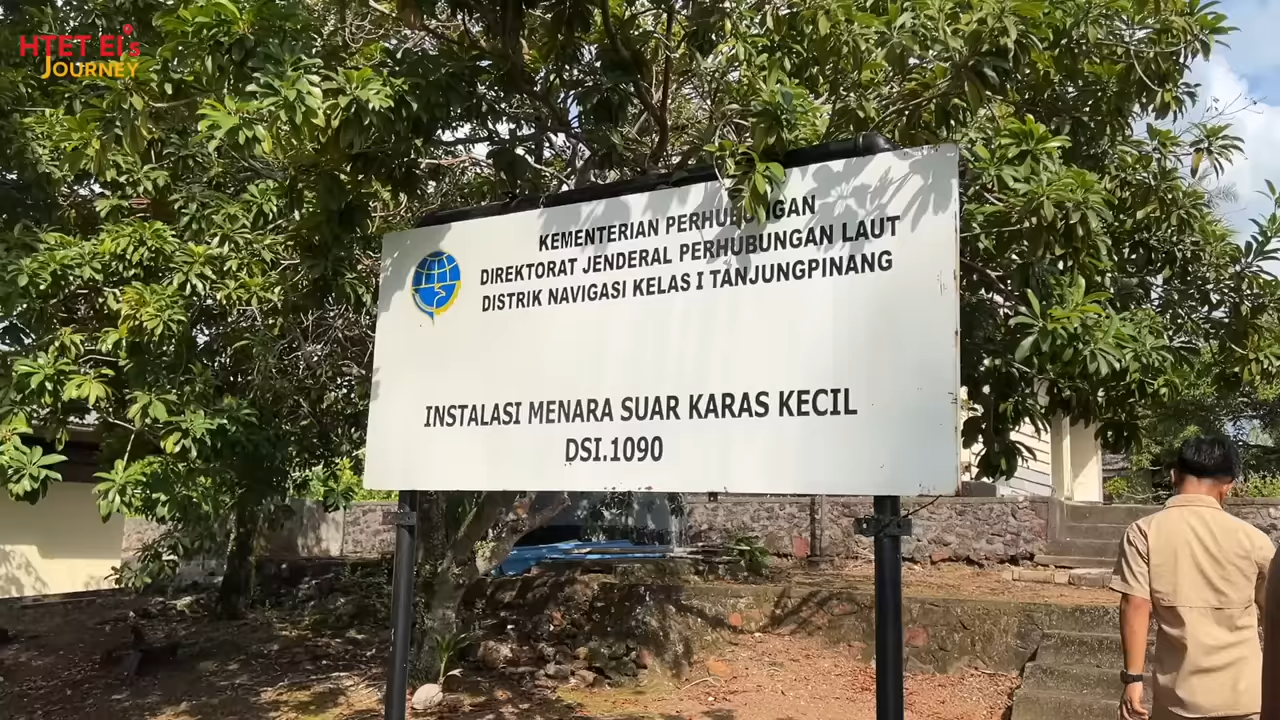 HTET EI's
JOURNEY
KEMENTERIAN PERHUBUNGAN
DIREKTORAT JENDERAL PERHUBUNGAN LAUT
DISTRIK NAVIGASI KELAS I TANJUNGPINANG
INSTALASI MENARA SUAR KARAS KECIL
DSI.1090